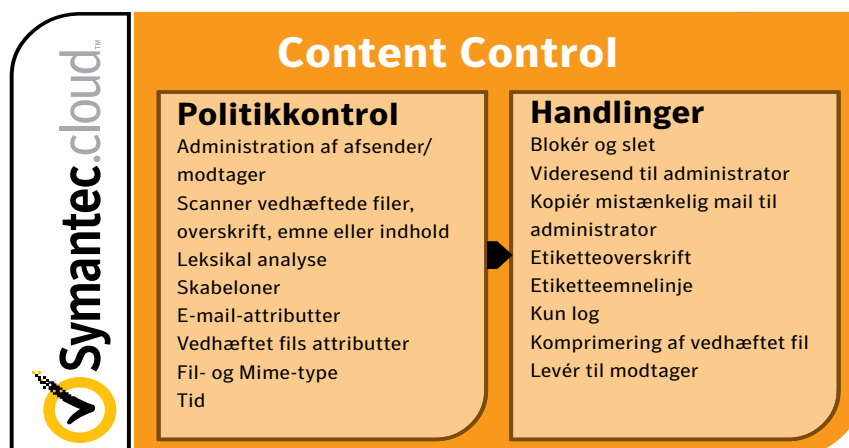 Symantec.cloud™
Content Control
Politikkontrol
Administration af afsender/
modtager
Scanner vedhæftede filer,
overskrift, emne eller indhold
Leksikal analyse
Skabeloner
E-mail-attributter
Vedhæftet fils attributter
Fil- og Mime-type
Tid
Handlinger
Blokér og slet
Videresend til administrator
Kopiér mistænkelig mail til
administrator
Etiketteoverskrift
Etiketteemnelinje
Kun log
Komprimering af vedhæftet fil
Levér til modtager